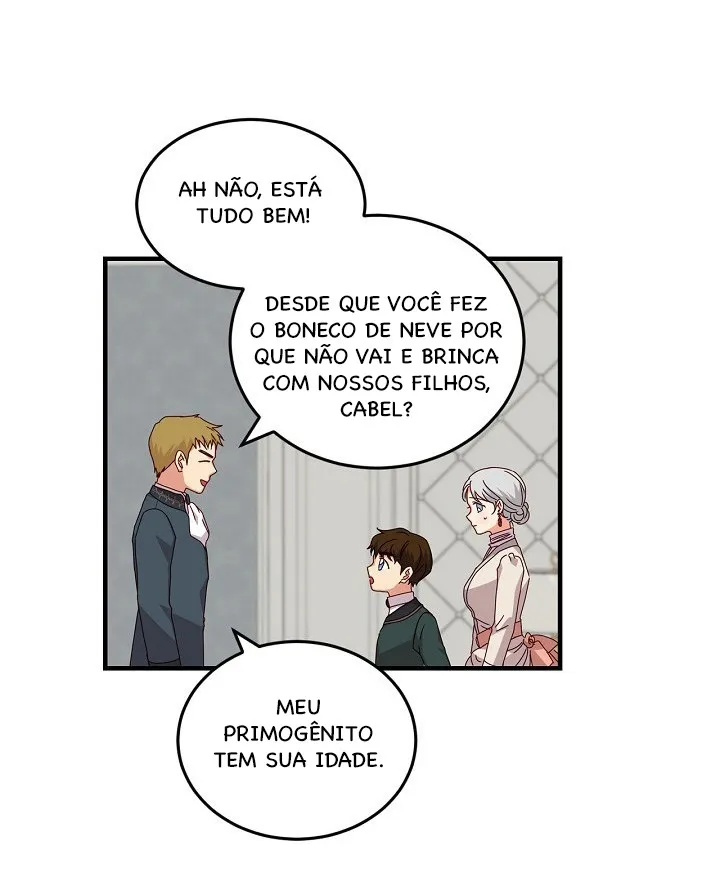 AH NÃO, ESTÁ
TUDO BEM!
DESDE QUE VOCÊ FEZ
O BONECO DE NEVE POR
QUE NÃO VAI E BRINCA
COM NOSSOS FILHOS,
CABEL?
MEU
PRIMOGÊNITO
TEM SUA IDADE.